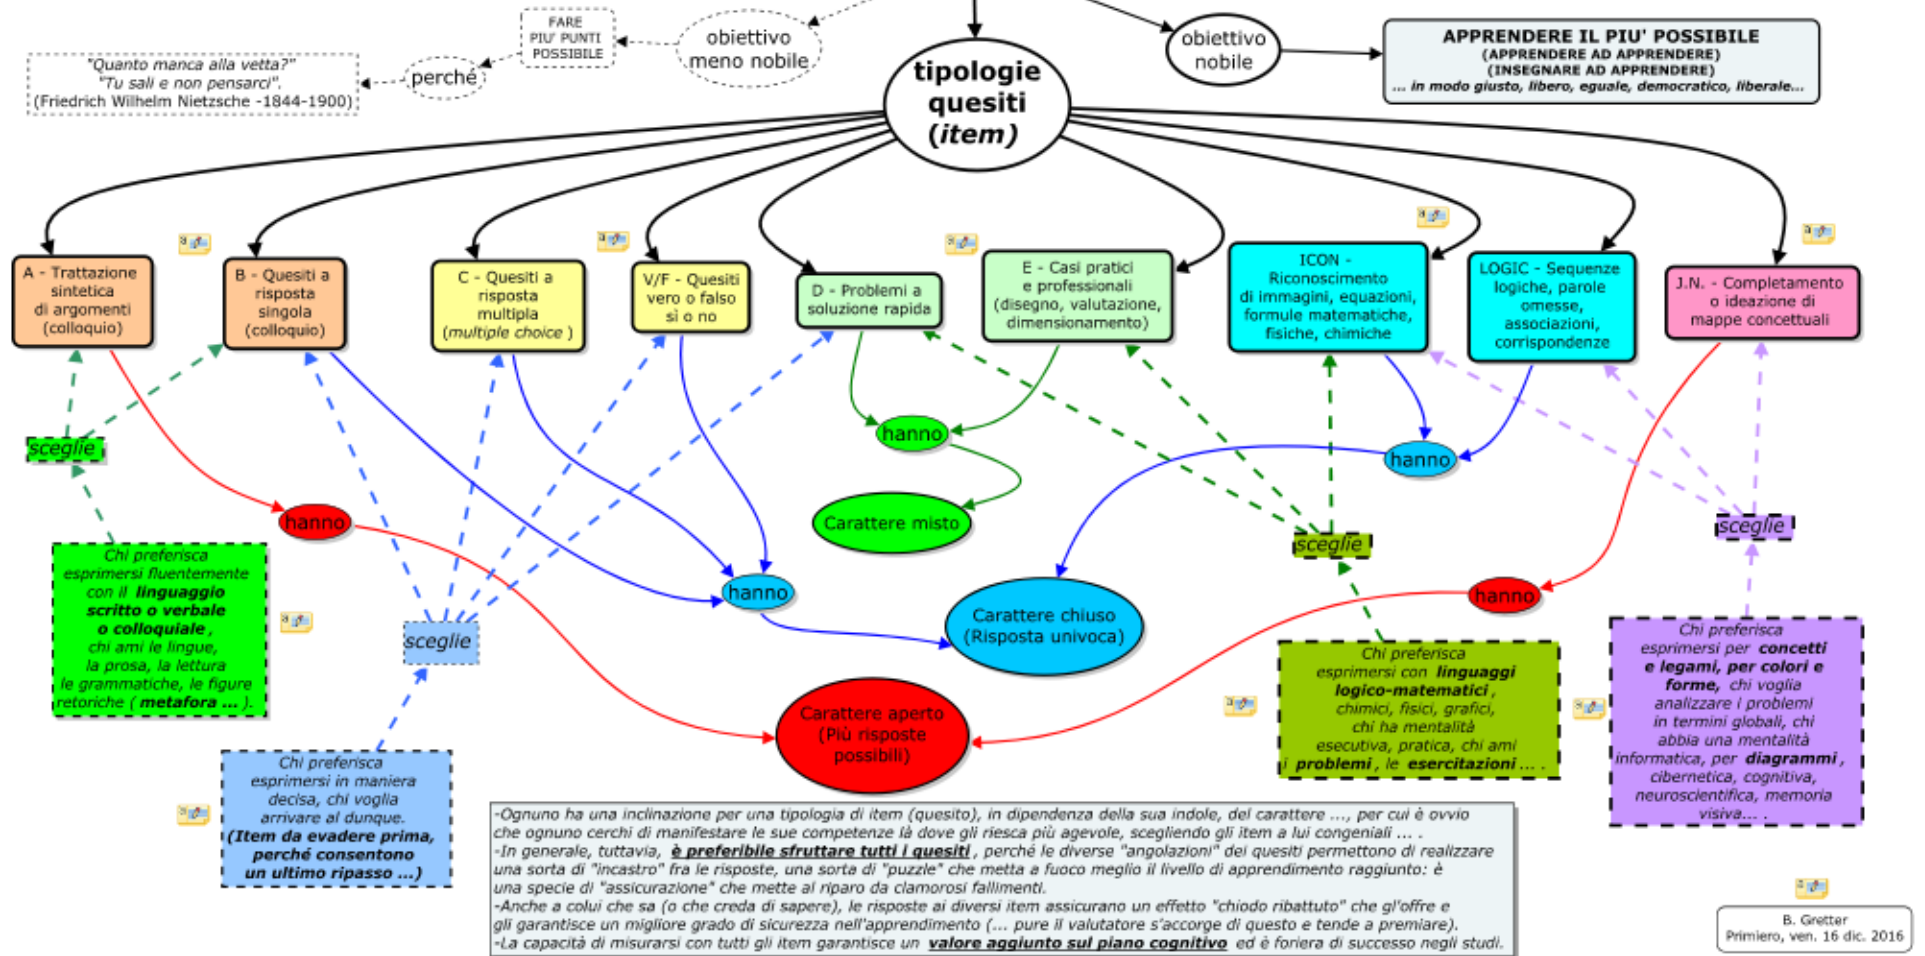 FARE
PIU' PUNTI
POSSIBILE
obiettivo
meno nobile
"Quanto manca alla vetta?"
"Tu sali e non pensarci".
(Friedrich Wilhelm Nietzsche -1844-1900)
perché
tipologie
quesiti
(item)
obiettivo
nobile
APPRENDERE IL PIU' POSSIBILE
(APPRENDERE AD APPRENDERE)
(INSEGNARE AD APPRENDERE)
... in modo giusto, libero, eguale, democratico, liberale...
A - Trattazione
sintetica
di argomenti
(colloquio)
B - Quesiti a
risposta
singola
(colloquio)
C - Quesiti a
risposta
multipla
(multiple choice )
V/F - Quesiti
vero o falso
sì o no
D - Problemi a
soluzione rapida
E - Casi pratici
e professionali
(disegno, valutazione,
dimensionamento)
ICON -
Riconoscimento
di immagini, equazioni,
formule matematiche,
fisiche, chimiche
LOGIC - Sequenze
logiche, parole
omesse,
associazioni,
corrispondenze
J.N. - Completamento
o ideazione di
mappe concettuali
sceglie
hanno
hanno
Carattere misto
hanno
sceglie
sceglie
hanno
hanno
sceglie
Chi preferisca
esprimersi fluentemente
con il linguaggio
scritto o verbale
o colloquiale ,
chi ami le lingue,
la prosa, la lettura
le grammatiche, le figure
retoriche ( metafora ... ).
Carattere chiuso
(Risposta univoca)
Carattere aperto
(Più risposte
possibili)
Chi preferisca
esprimersi con linguaggi
logico-matematici ,
chimici, fisici, grafici,
chi ha mentalità
esecutiva, pratica, chi ami
i problemi , le esercitazioni ... .
Chi preferisca
esprimersi per concetti
e legami, per colori e
forme, chi voglia
analizzare i problemi
in termini globali, chi
abbia una mentalità
informatica, per diagrammi ,
cibernetica, cognitiva,
neuroscientifica, memoria
visiva... .
Chi preferisca
esprimersi in maniera
decisa, chi voglia
arrivare al dunque.
(Item da evadere prima,
perché consentono
un ultimo ripasso ...)
-Ognuno ha una inclinazione per una tipologia di item (quesito), in dipendenza della sua indole, del carattere ..., per cui è ovvio
che ognuno cerchi di manifestare le sue competenze là dove gli riesca più agevole, scegliendo gli item a lui congeniali ... .
-In generale, tuttavia, è preferibile sfruttare tutti i quesiti , perché le diverse "angolazioni" dei quesiti permettono di realizzare
una sorta di "incastro" fra le risposte, una sorta di "puzzle" che metta a fuoco meglio il livello di apprendimento raggiunto: è
una specie di "assicurazione" che mette al riparo da clamorosi fallimenti.
-Anche a colui che sa (o che creda di sapere), le risposte ai diversi item assicurano un effetto "chiodo ribattuto" che gl'offre e
gli garantisce un migliore grado di sicurezza nell'apprendimento (... pure il valutatore s'accorge di questo e tende a premiare).
-La capacità di misurarsi con tutti gli item garantisce un valore aggiunto sul piano cognitivo ed è foriera di successo negli studi.
B. Gretter
Primiero, ven. 16 dic. 2016